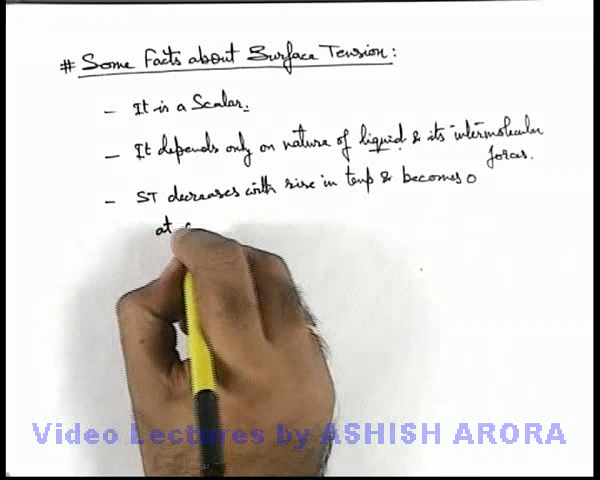 # Some Facts about Surface Tension:
- It is a Scalar.
- It depends only on nature of liquid & its intermolecular
forces.
- ST decreases with rise in temp & becomes 0
at
Video Lectures by ASHISH ARORA